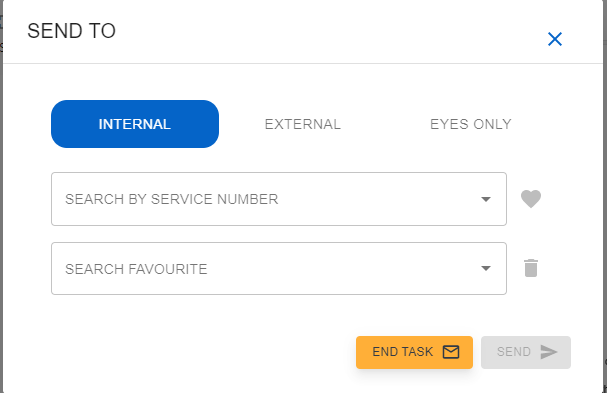 SEND TO
INTERNAL EXTERNAL EYES ONLY
SEARCH BY SERVICE NUMBER
SEARCH FAVOURITE
END TASK SEND